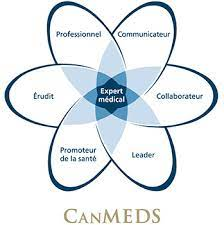 Professionnel
Communicateur
Érudit
Expert
médical
Collaborateur
Promoteur
de la santé
Leader
CANMEDS